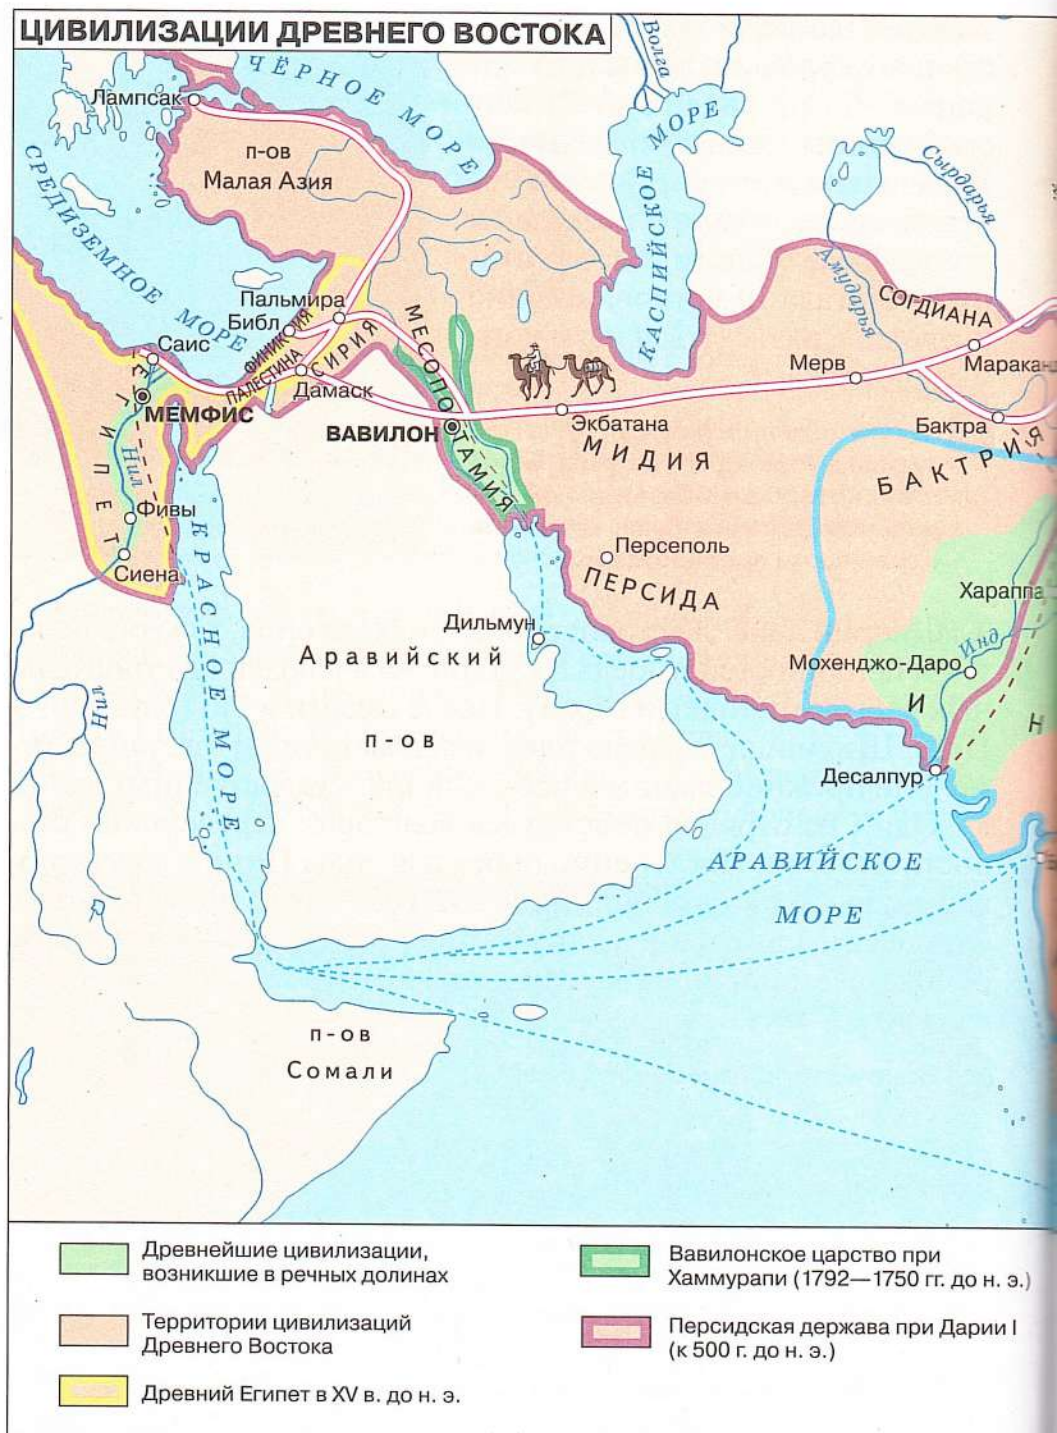 ЦИВИЛИЗАЦИИ ДРЕВНЕГО ВОСТОКА
ЧЁРНОЕ МОРЕ
Волга
Лампсак
п-ов
Малая Азия
СРЕДИЗЕМНОЕ МОРЕ
КАСПИЙСКОЕ МОРЕ
Сырдарья
Амударья
СОГДИАНА
Пальмира
Библ
ФИНИКИЯ
ПАЛЕСТИНА
СИРИЯ
МЕСОПОТАМИЯ
Саис
Дамаск
МЕМФИС
ЕГИПЕТ
Нил
ВАВИЛОН
Экбатана
МИДИЯ
Мерв
Маракан
Бактра
БАКТРИЯ
Фивы
Сиена
КРАСНОЕ МОРЕ
Персеполь
ПЕРСИДА
Хараппа
Инд
Дильмун
Мохенджо-Даро
Аравийский
п-ов
И
Н
Нил
Десалпур
АРАВИЙСКОЕ
МОРЕ
п-ов
Сомали
Древнейшие цивилизации,
возникшие в речных долинах
Территории цивилизаций
Древнего Востока
Древний Египет в XV в. до н. э.
Вавилонское царство при
Хаммурапи (1792—1750 гг. до н. э.)
Персидская держава при Дарии I
(к 500 г. до н. э.)